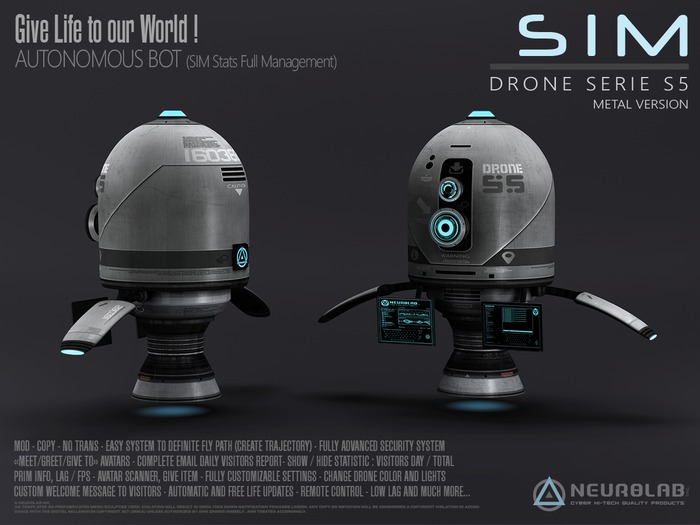 Give Life to our World !
AUTONOMOUS BOT (SIM Stats Full Management)
SIM
DRONE SERIE S5
METAL VERSION
16038
CAUTION
DRONE
S5
WARNING
NEUROLAB
MOD - COPY - NO TRANS - EASY SYSTEM TO DEFINITE FLY PATH (CREATE TRAJECTORY) - FULLY ADVANCED SECURITY SYSTEM
«MEET/GREET/GIVE TO» AVATARS - COMPLETE EMAIL DAILY VISITORS REPORT- SHOW / HIDE STATISTIC : VISITORS DAY / TOTAL
PRIM INFO, LAG / FPS - AVATAR SCANNER, GIVE ITEM - FULLY CUSTOMIZABLE SETTINGS - CHANGE DRONE COLOR AND LIGHTS
CUSTOM WELCOME MESSAGE TO VISITORS - AUTOMATIC AND FREE LIFE UPDATES - REMOTE CONTROL - LOW LAG AND MUCH MORE...
NEUROLAB INC.
CYBER HI-TECH QUALITY PRODUCTS